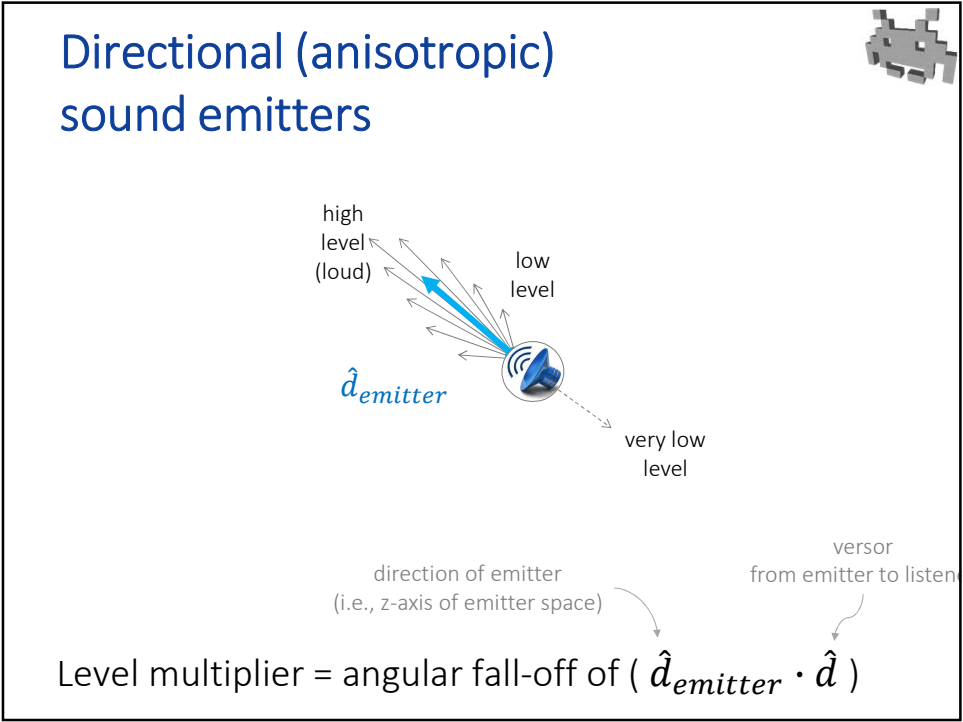 Directional (anisotropic)
sound emitters
high
level
(loud)
low
level
d̂emitter
very low
level
versor
from emitter to listene
direction of emitter
(i.e., z-axis of emitter space)
Level multiplier = angular fall-off of ( d̂emitter · d̂ )